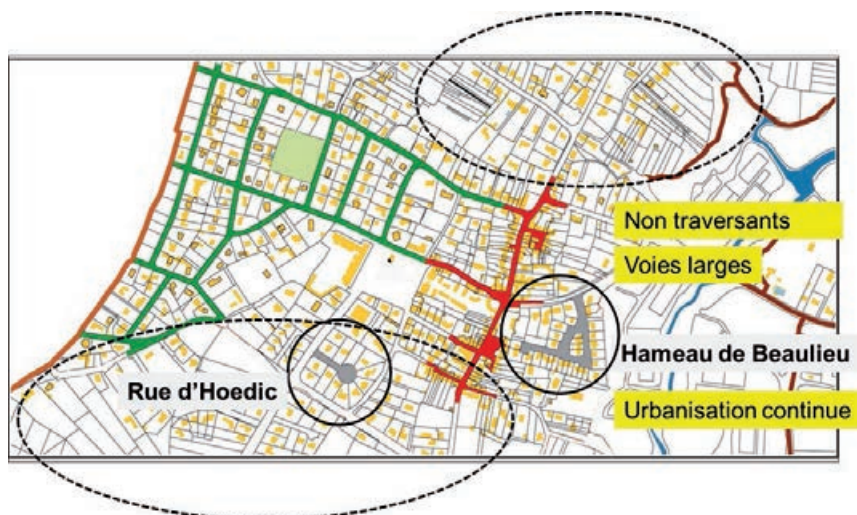 Non traversants
Voies larges
Hameau de Beaulieu
Rue d'Hoedic
Urbanisation continue